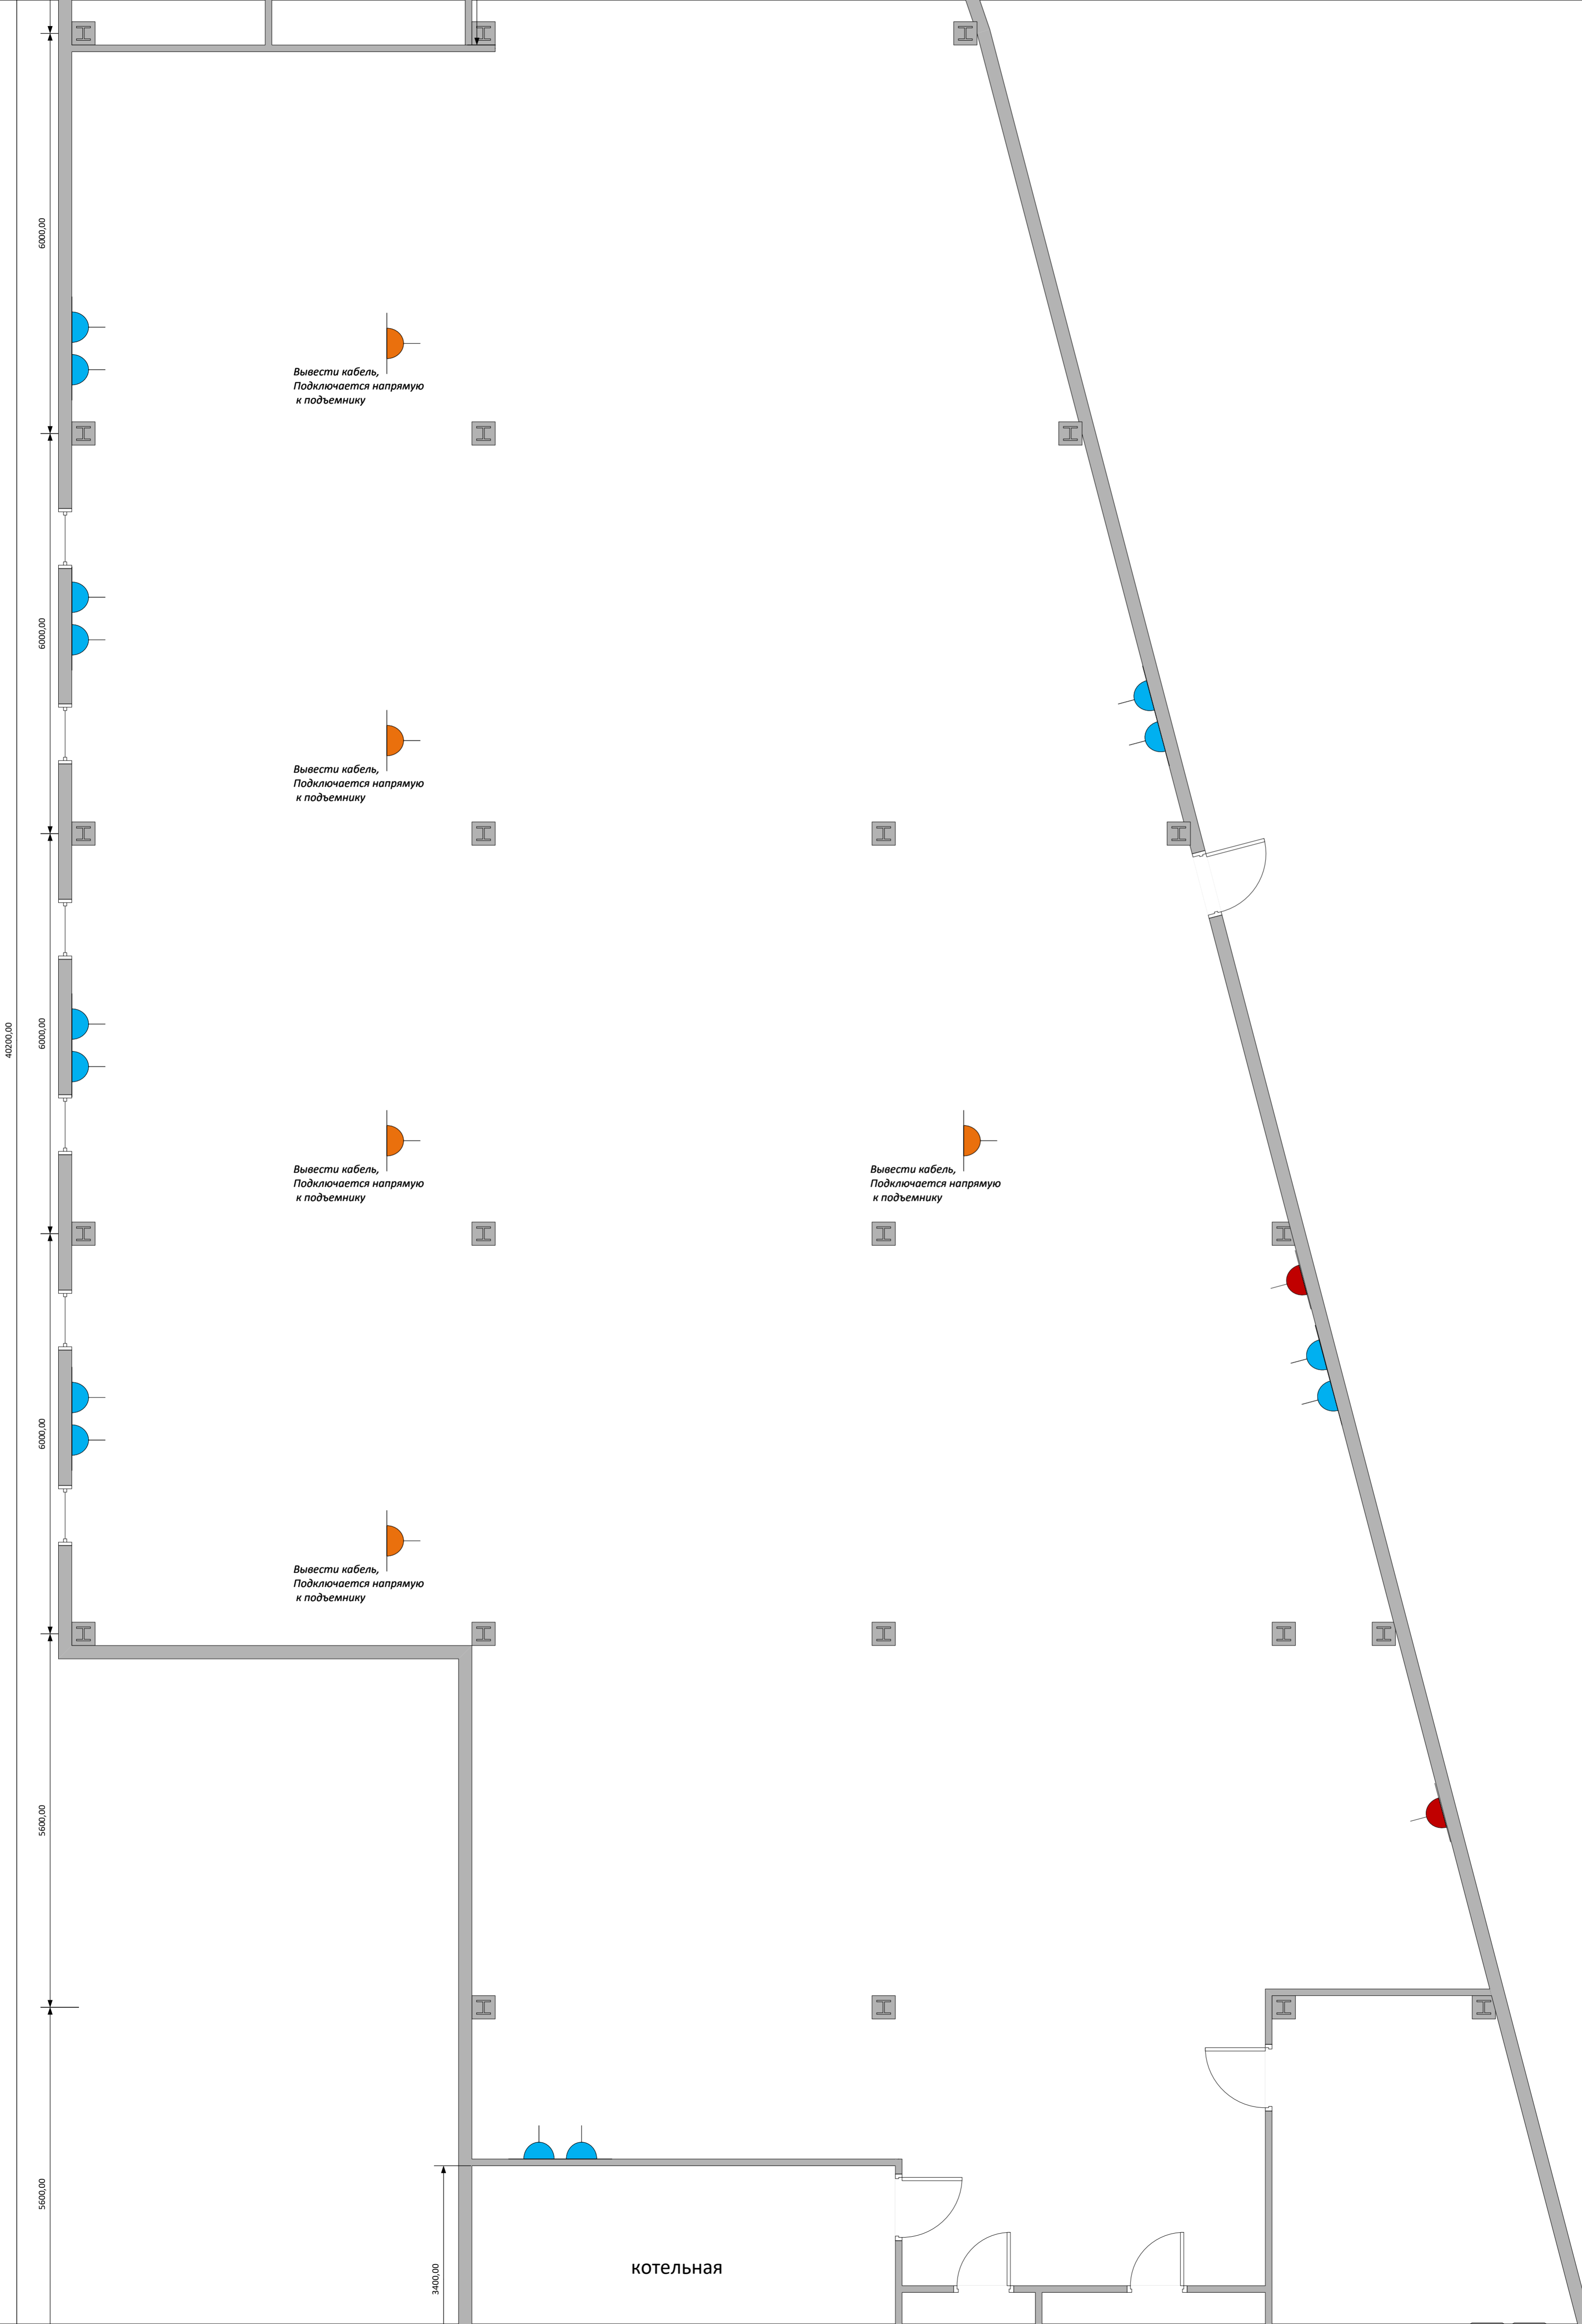 6000,00
Вывести кабель,
Подключается напрямую
к подъемнику
6000,00
Вывести кабель,
Подключается напрямую
к подъемнику
40200,00
6000,00
Вывести кабель,
Подключается напрямую
к подъемнику
Вывести кабель,
Подключается напрямую
к подъемнику
6000,00
Вывести кабель,
Подключается напрямую
к подъемнику
5600,00
5600,00
3400,00
котельная